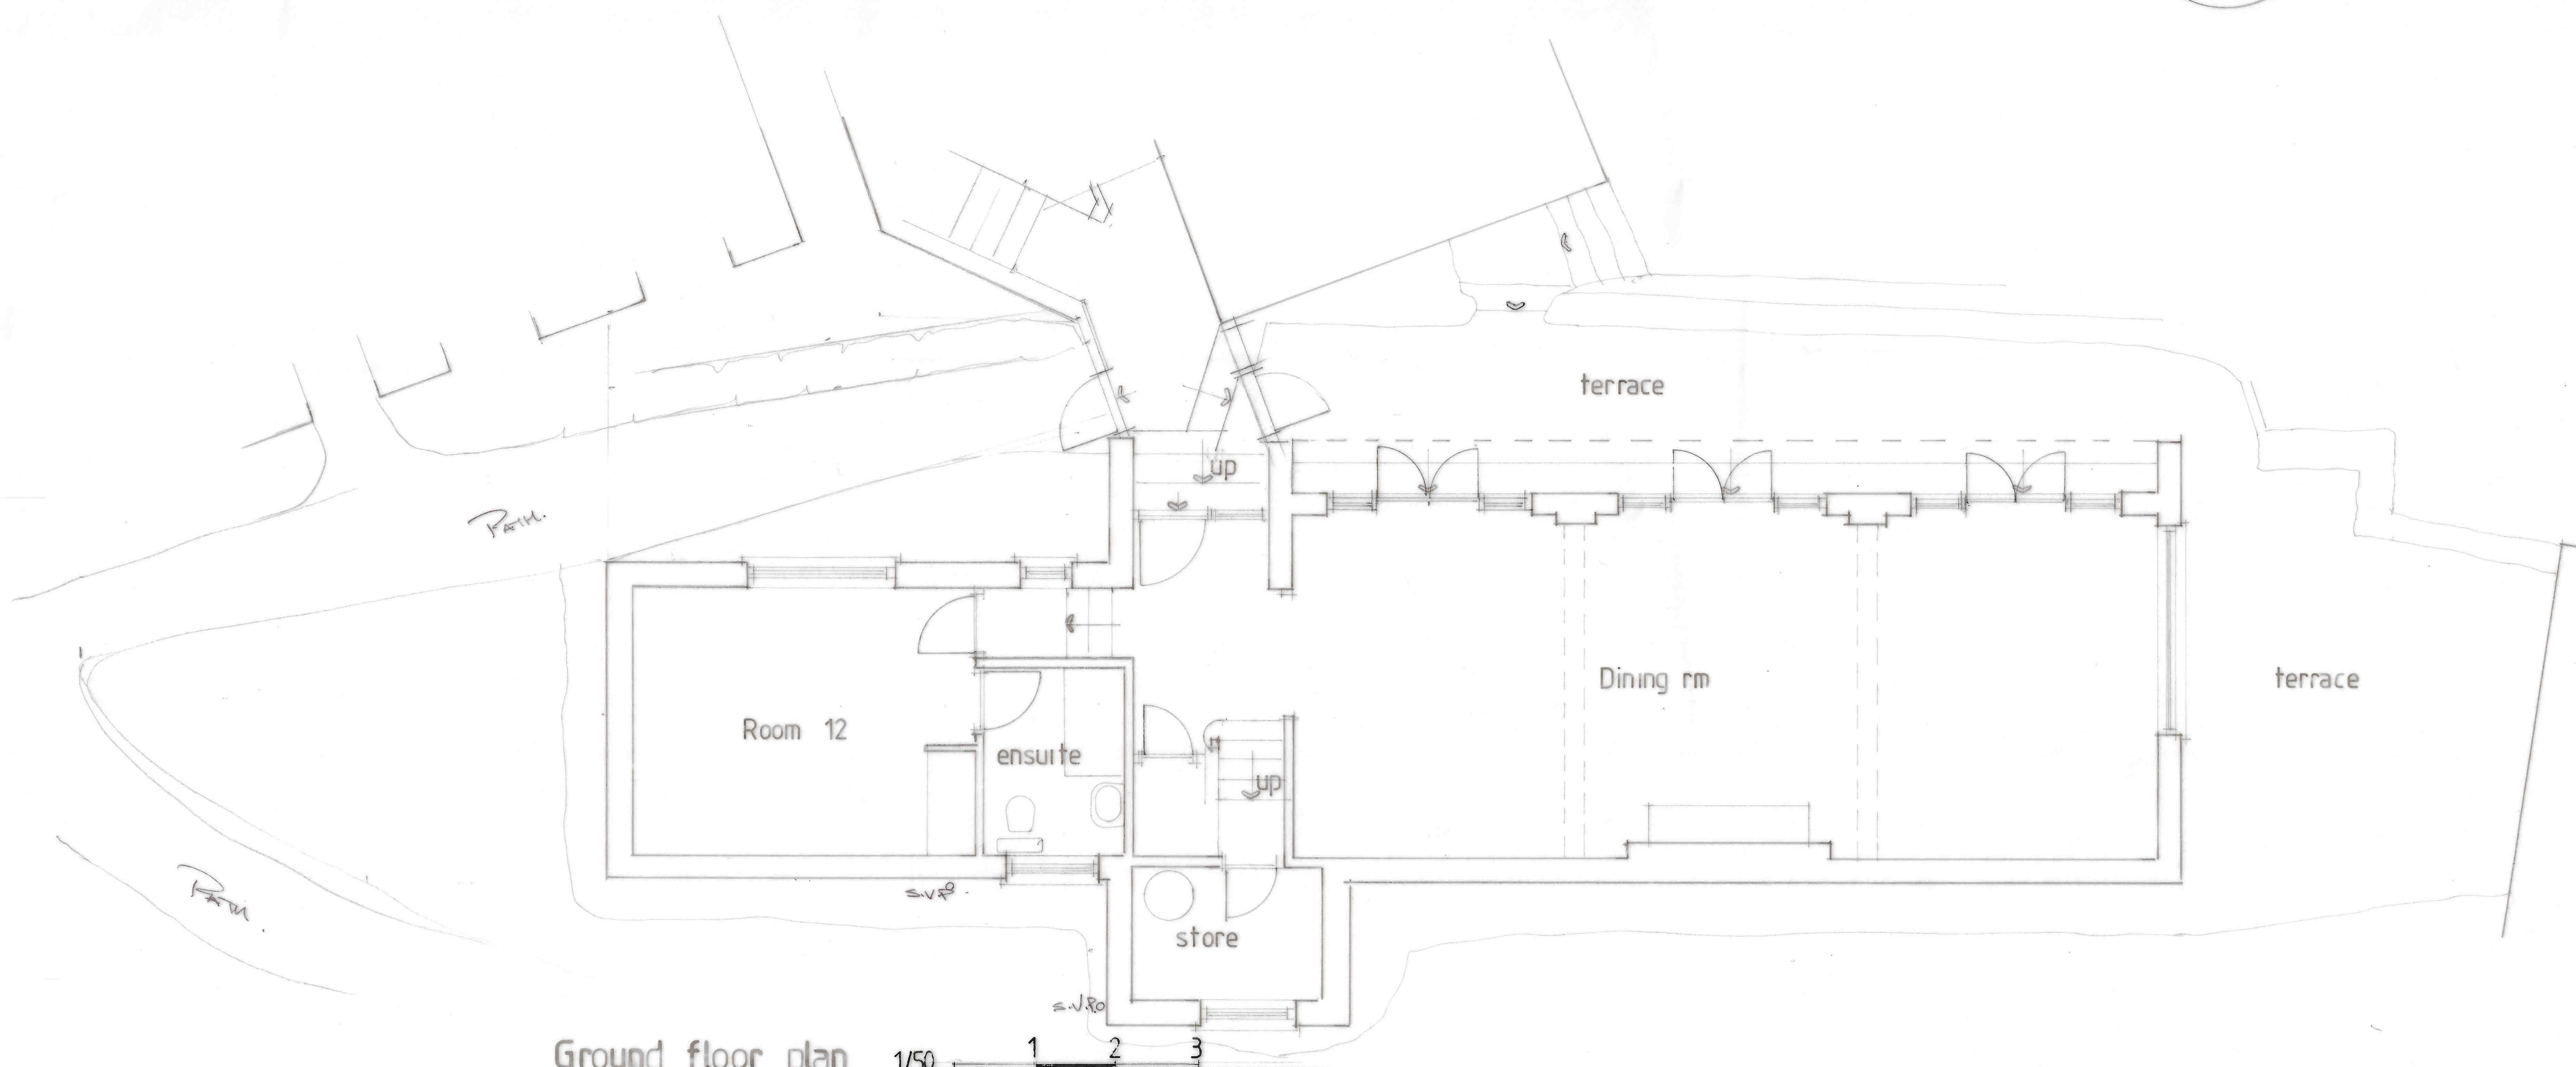 terrace
up
PATH.
Dining rm
terrace
Room 12
ensuite
up
PATH.
S.V.P
store
S.V.P.
Ground floor plan 1/50 1 2 3